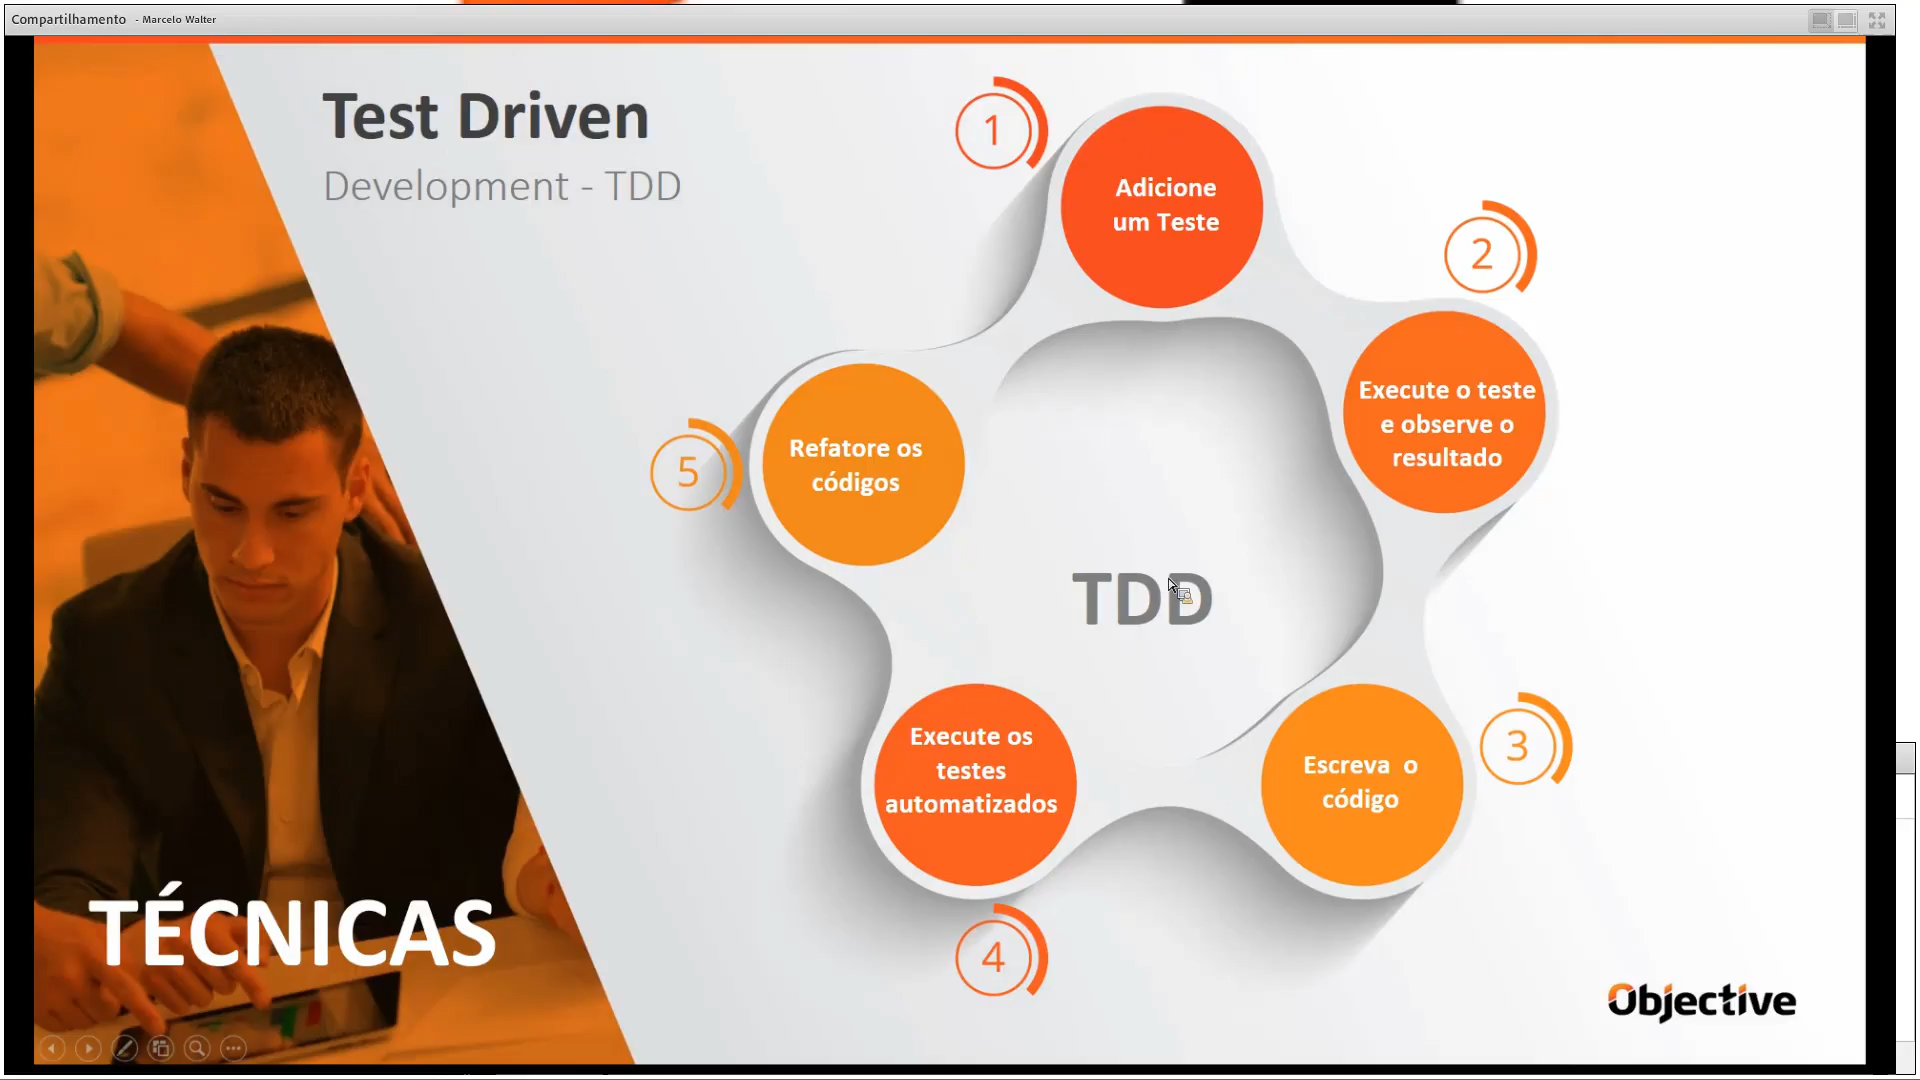 Compartilhamento - Marcelo Walter
Test Driven
Development - TDD
1
Adicione
um Teste
2
Execute o teste
e observe o
resultado
3
Escreva o
código
4
Execute os
testes
automatizados
5
Refatore os
códigos
TDD
TÉCNICAS
Objective